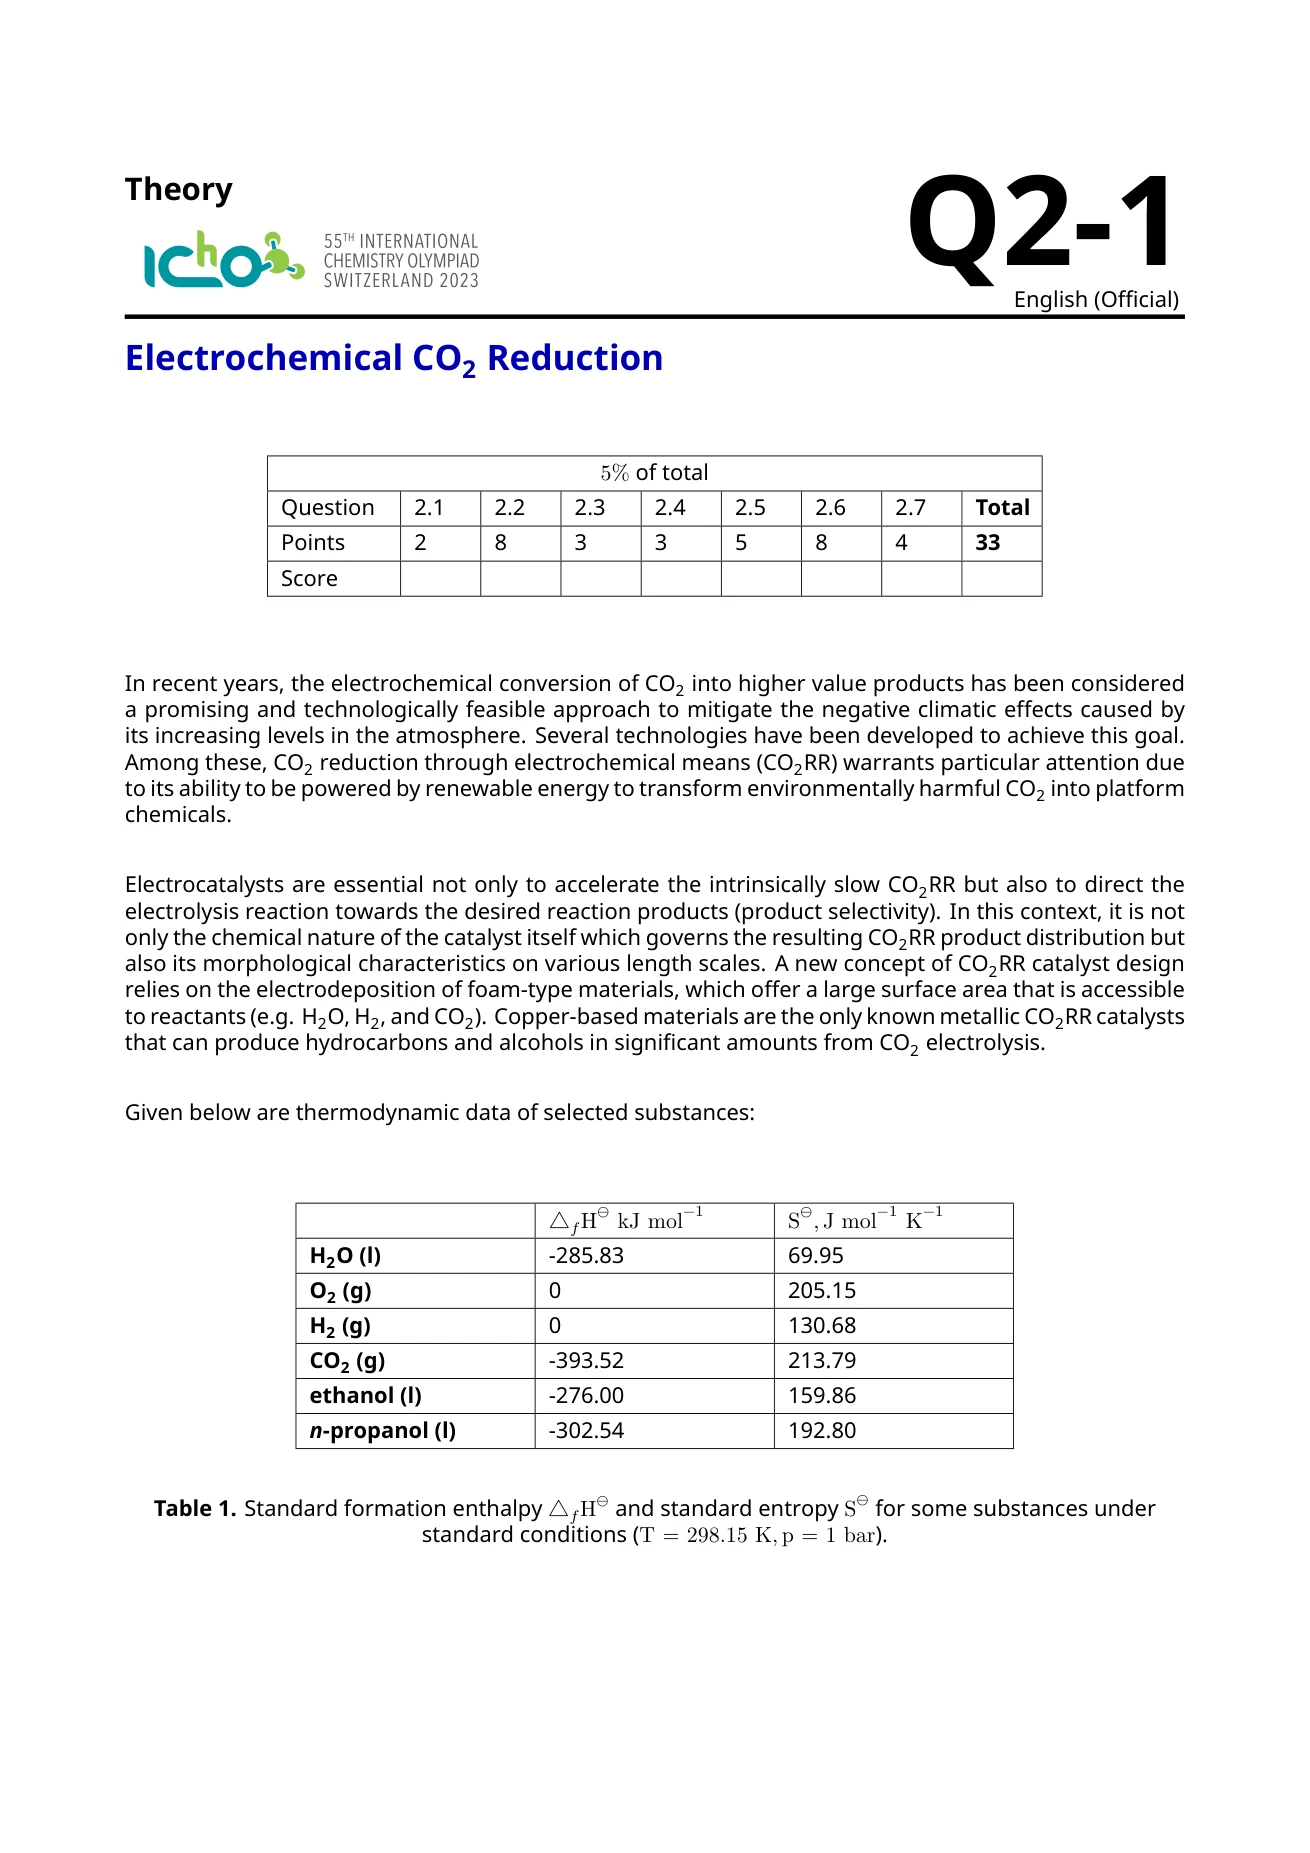 Theory
Q2-1
IChO
55TH INTERNATIONAL
CHEMISTRY OLYMPIAD
SWITZERLAND 2023
English (Official)
Electrochemical CO₂ Reduction
5% of total
Question 2.1 2.2 2.3 2.4 2.5 2.6 2.7 Total
Points 2 8 3 3 5 8 4 33
Score
In recent years, the electrochemical conversion of CO₂ into higher value products has been considered
a promising and technologically feasible approach to mitigate the negative climatic effects caused by
its increasing levels in the atmosphere. Several technologies have been developed to achieve this goal.
Among these, CO₂ reduction through electrochemical means (CO₂RR) warrants particular attention due
to its ability to be powered by renewable energy to transform environmentally harmful CO₂ into platform
chemicals.
Electrocatalysts are essential not only to accelerate the intrinsically slow CO₂RR but also to direct the
electrolysis reaction towards the desired reaction products (product selectivity). In this context, it is not
only the chemical nature of the catalyst itself which governs the resulting CO₂RR product distribution but
also its morphological characteristics on various length scales. A new concept of CO₂RR catalyst design
relies on the electrodeposition of foam-type materials, which offer a large surface area that is accessible
to reactants (e.g. H₂O, H₂, and CO₂). Copper-based materials are the only known metallic CO₂RR catalysts
that can produce hydrocarbons and alcohols in significant amounts from CO₂ electrolysis.
Given below are thermodynamic data of selected substances:
△fH⊖ kJ mol⁻¹ S⊖, J mol⁻¹ K⁻¹
H₂O (l) -285.83 69.95
O₂ (g) 0 205.15
H₂ (g) 0 130.68
CO₂ (g) -393.52 213.79
ethanol (l) -276.00 159.86
n-propanol (l) -302.54 192.80
Table 1. Standard formation enthalpy △fH⊖ and standard entropy S⊖ for some substances under
standard conditions (T = 298.15 K, p = 1 bar).